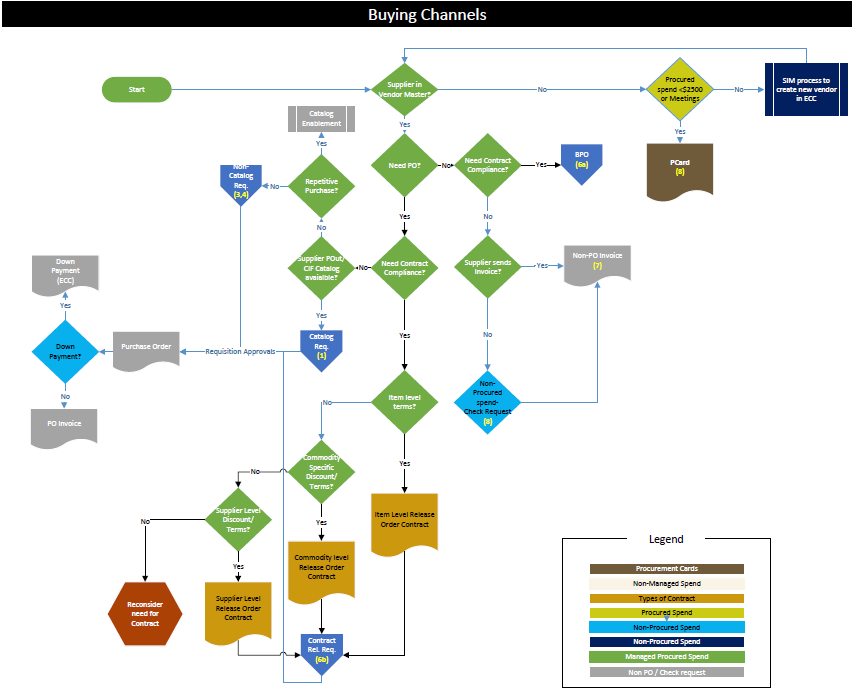 Buying Channels
Start
Supplier in
Vendor Master?
No
Procured
spend <$2500
or Meetings
No
SIM process to
create new vendor
in ECC
Yes
Yes
Catalog
Enablement
Yes
PCard
(8)
Need PO?
No
Need Contract
Compliance?
Yes
BPO
(6a)
Non-
Catalog
Req.
(3,4)
No
Repetitive
Purchase?
Yes
No
No
Supplier POut/
CIF Catalog
avaialble?
No
Need Contract
Compliance?
Supplier sends
Invoice?
Yes
Non-PO Invoice
(7)
Down
Payment
(ECC)
Yes
Yes
Yes
No
Down
Payment?
Purchase Order
Requisition Approvals
Catalog
Req.
(1)
No
PO Invoice
No
Item level
terms?
Non-
Procured
spend-
Check Request
(8)
Yes
No
Commodity
Specific
Discount/
Terms?
Yes
No
Supplier Level
Discount/
Terms?
Item Level Release
Order Contract
Yes
Commodity level
Release Order
Contract
Reconsider
need for
Contract
Supplier Level
Release Order
Contract
Contract
Rel. Req.
(6b)
Legend
Procurement Cards
Non-Managed Spend
Types of Contract
Procured Spend
Non-Procured Spend
Non-Procured Spend
Managed Procured Spend
Non PO / Check request